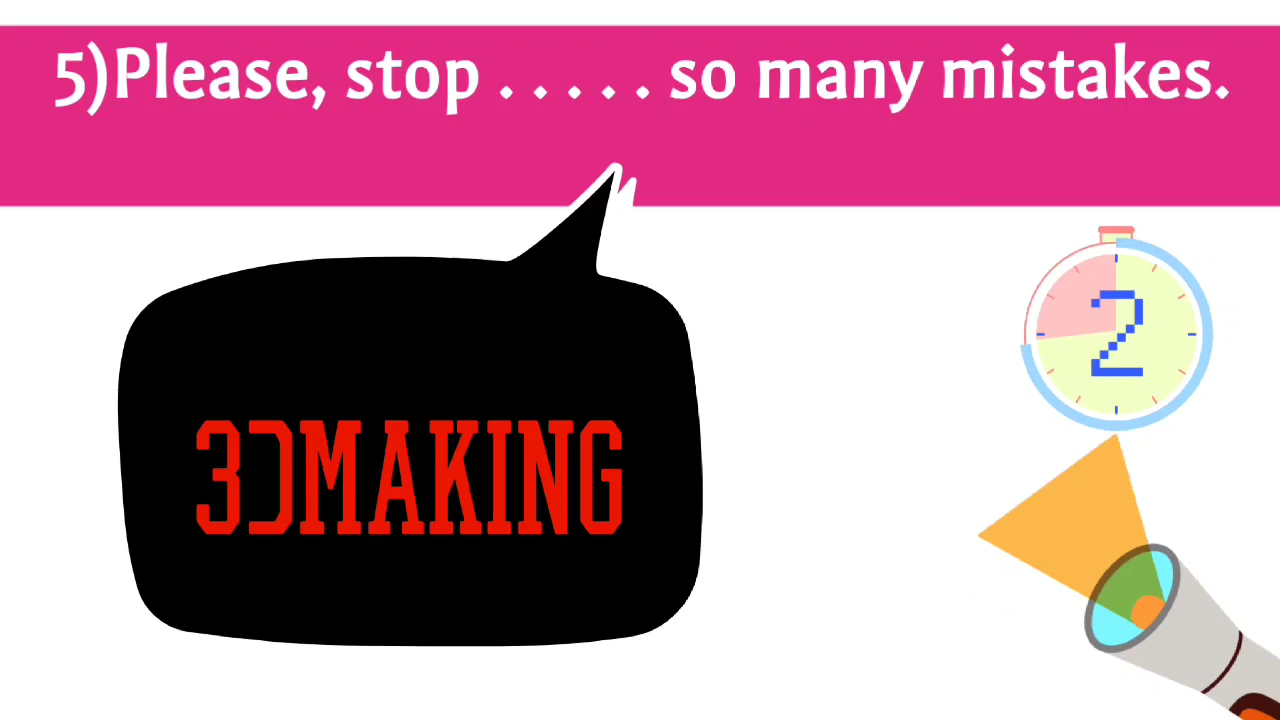 5)Please, stop . . . . . so many mistakes.
2
3)MAKING